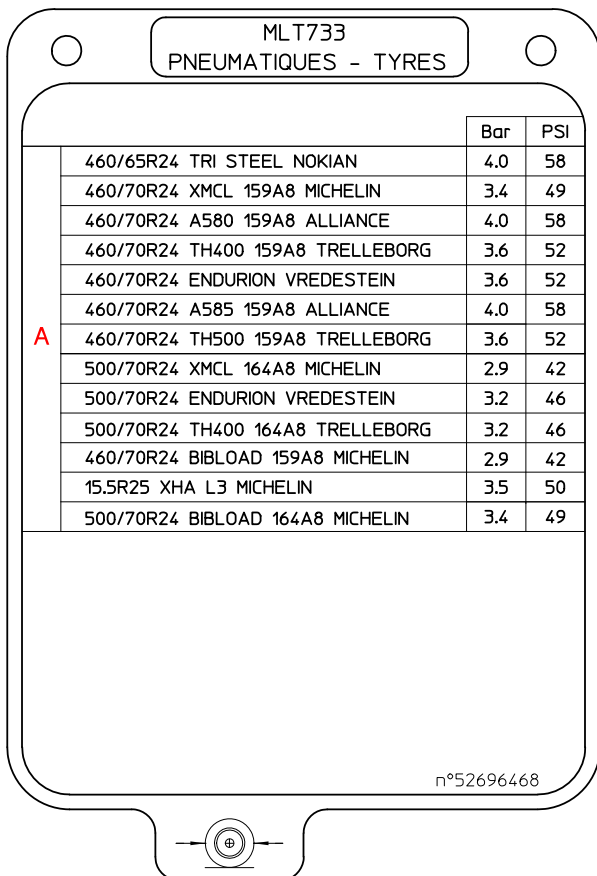 MLT733
PNEUMATIQUES - TYRES
Bar PSI
460/65R24 TRI STEEL NOKIAN 4.0 58
460/70R24 XMCL 159A8 MICHELIN 3.4 49
460/70R24 A580 159A8 ALLIANCE 4.0 58
460/70R24 TH400 159A8 TRELLEBORG 3.6 52
460/70R24 ENDURION VREDESTEIN 3.6 52
460/70R24 A585 159A8 ALLIANCE 4.0 58
A 460/70R24 TH500 159A8 TRELLEBORG 3.6 52
500/70R24 XMCL 164A8 MICHELIN 2.9 42
500/70R24 ENDURION VREDESTEIN 3.2 46
500/70R24 TH400 164A8 TRELLEBORG 3.2 46
460/70R24 BIBLOAD 159A8 MICHELIN 2.9 42
15.5R25 XHA L3 MICHELIN 3.5 50
500/70R24 BIBLOAD 164A8 MICHELIN 3.4 49
n°52696468